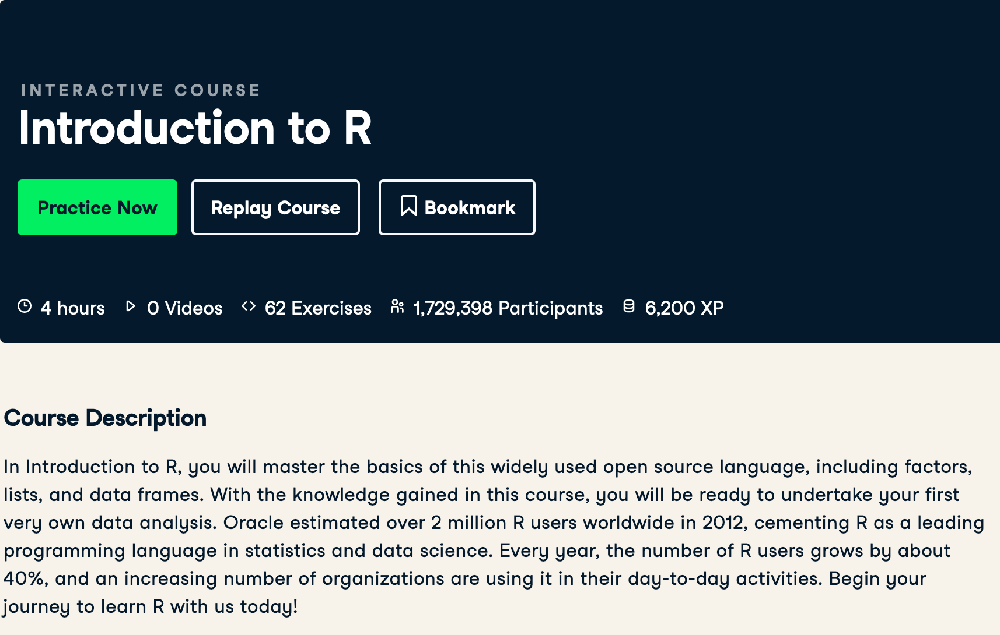 INTERACTIVE COURSE
Introduction to R
Practice Now
Replay Course
Bookmark
4 hours
0 Videos
62 Exercises
1,729,398 Participants
6,200 XP
Course Description
In Introduction to R, you will master the basics of this widely used open source language, including factors,
lists, and data frames. With the knowledge gained in this course, you will be ready to undertake your first
very own data analysis. Oracle estimated over 2 million R users worldwide in 2012, cementing R as a leading
programming language in statistics and data science. Every year, the number of R users grows by about
40%, and an increasing number of organizations are using it in their day-to-day activities. Begin your
journey to learn R with us today!